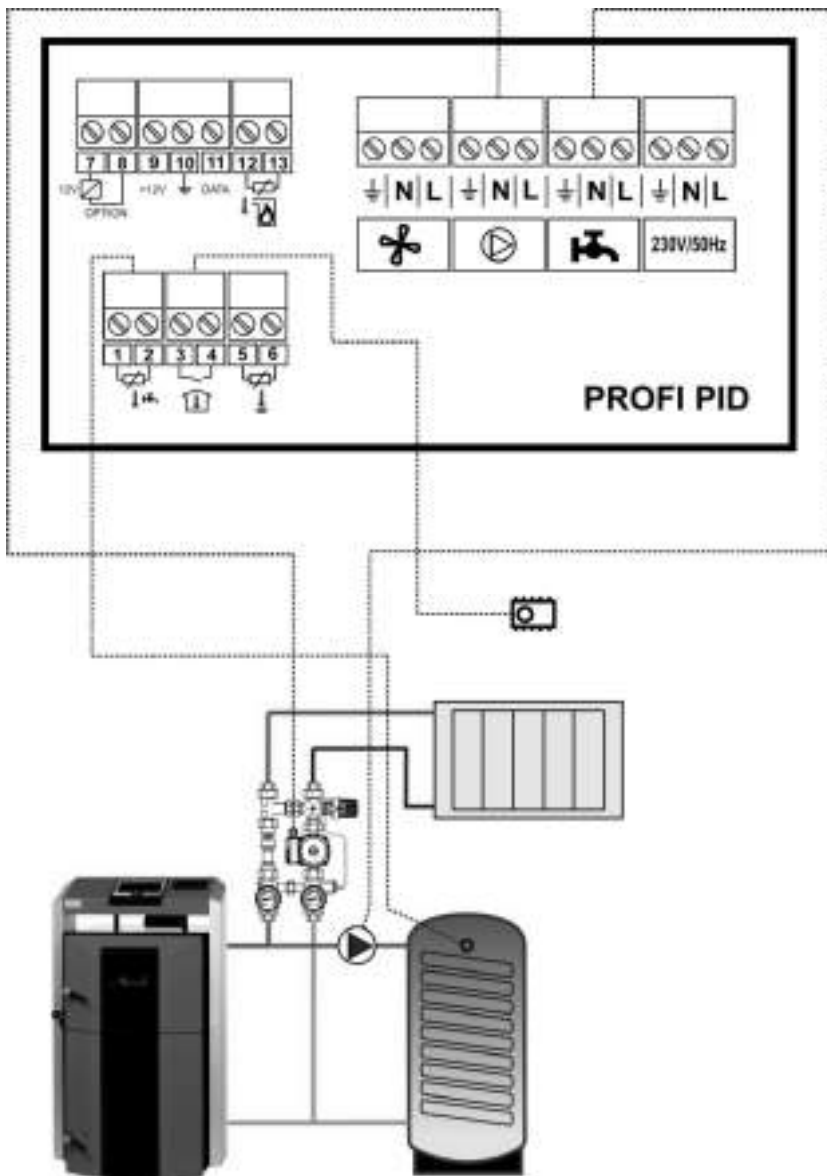 7 8 9 10 11 12 13
12V +12V DATA
OPTION
N L N L N L N L
230V/50Hz
1 2 3 4 5 6
PROFI PID